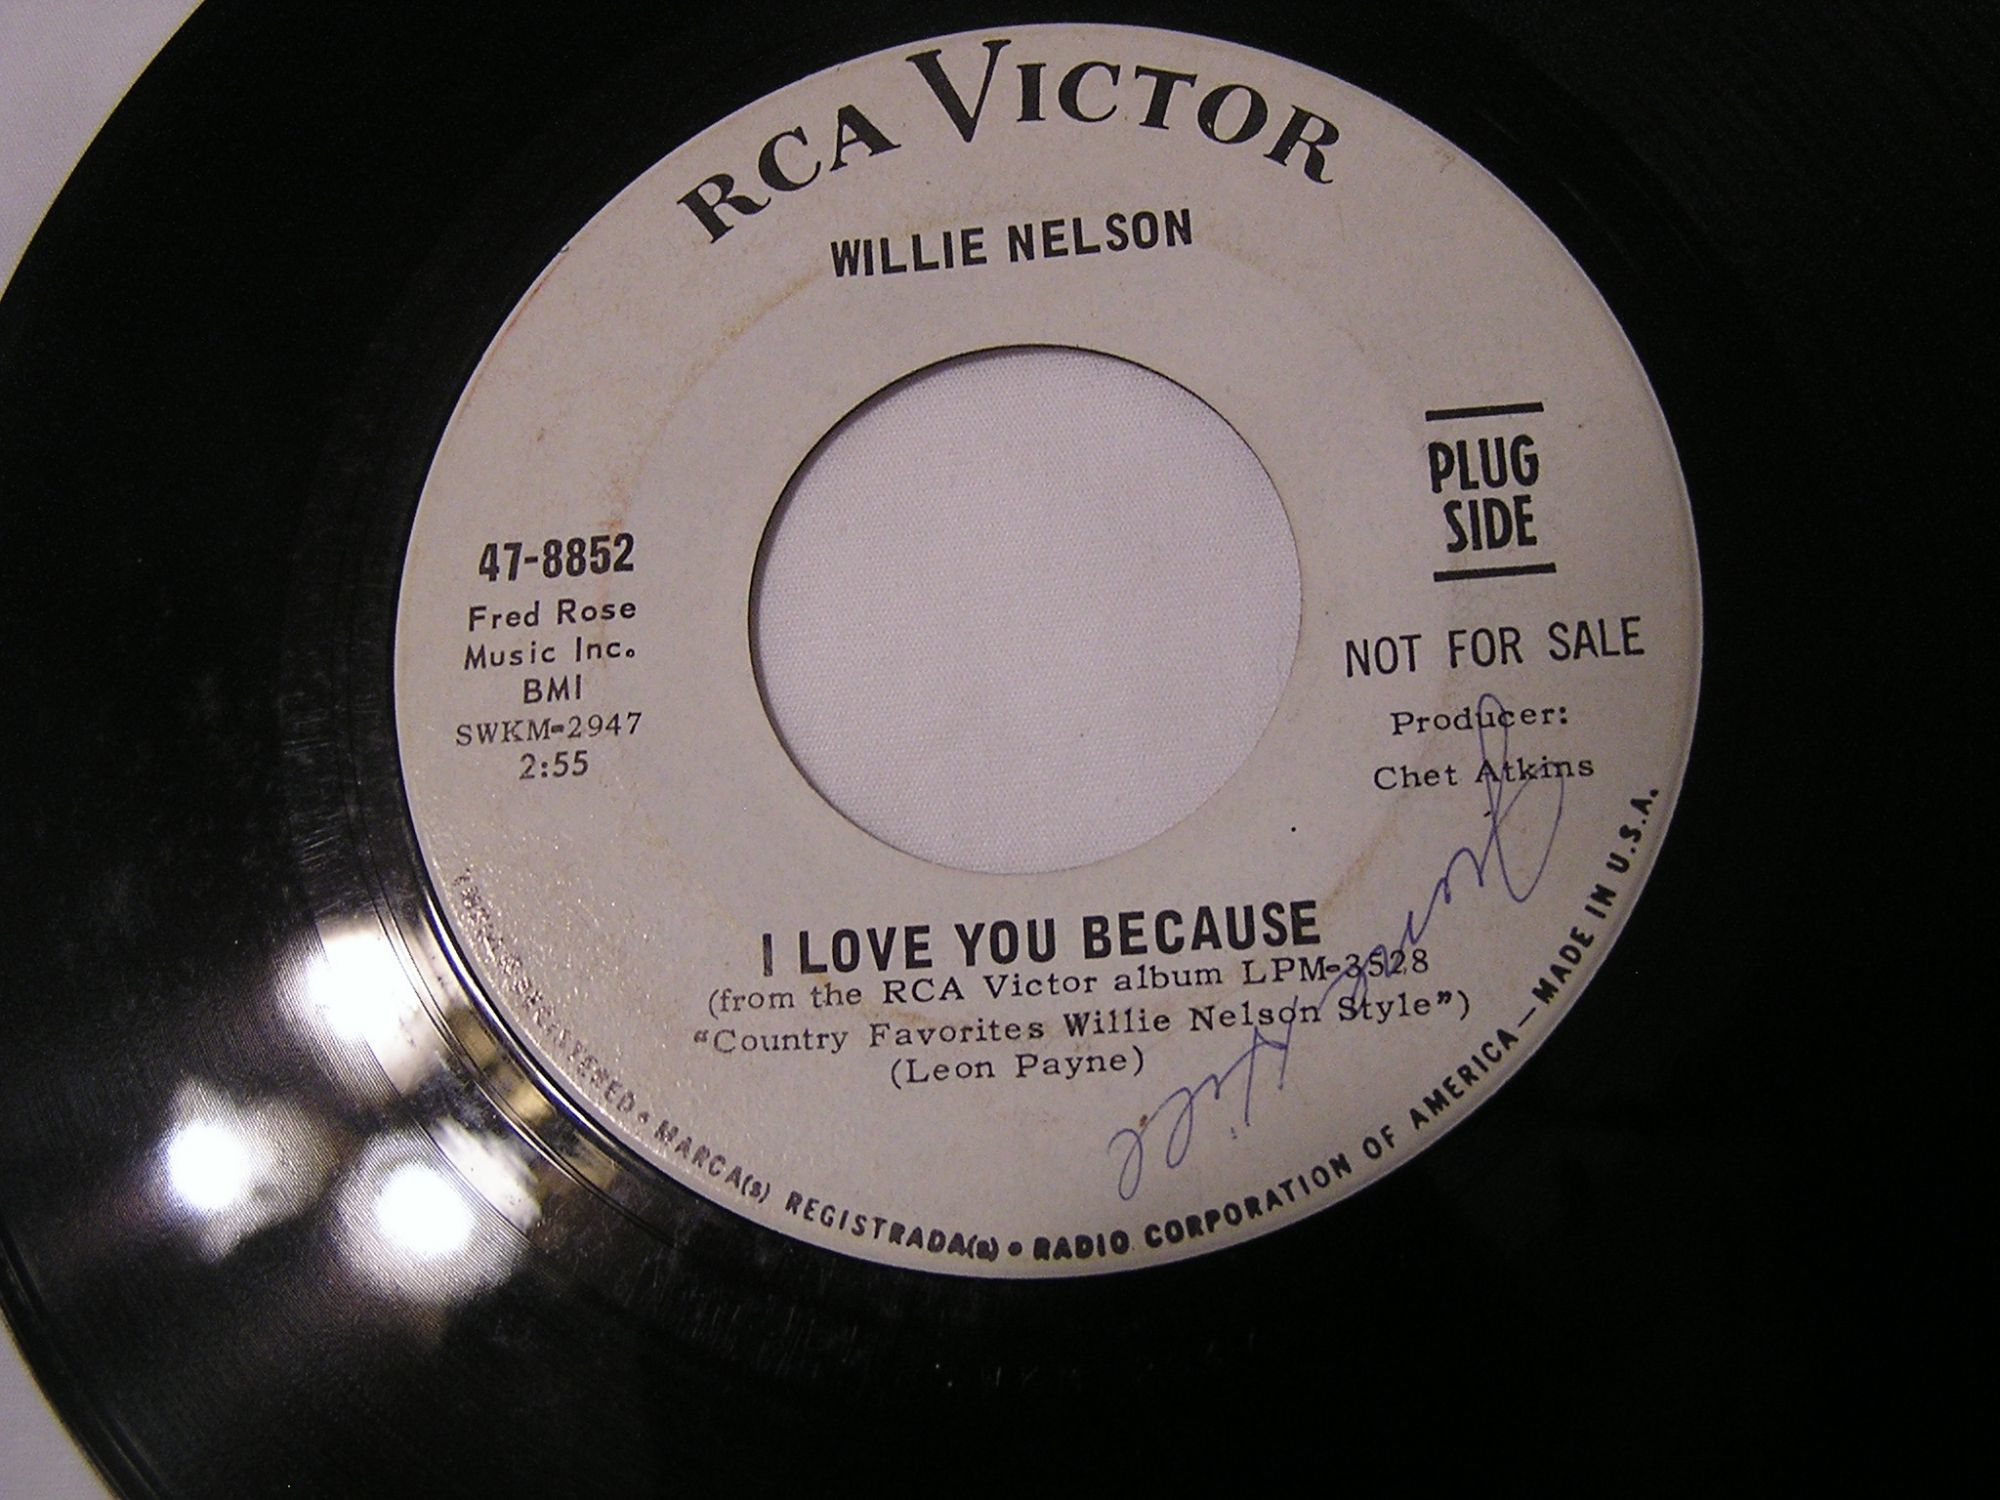 RCA VICTOR
WILLIE NELSON
PLUG
SIDE
47-8852
Fred Rose
Music Inc.
BMI
SWKM-2947
2:55
NOT FOR SALE
Producer:
Chet Atkins
I LOVE YOU BECAUSE
(from the RCA Victor album LPM-3528
“Country Favorites Willie Nelson Style”)
(Leon Payne)
REGISTERED • MARCA(s) REGISTRADA(s) • RADIO CORPORATION OF AMERICA—MADE IN U.S.A.